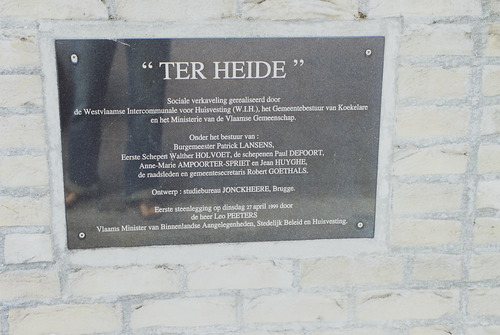 “ TER HEIDE ”
Sociale verkaveling gerealiseerd door
de Westvlaamse Intercommunale voor Huisvesting (W.I.H.), het Gemeentebestuur van Koekelare
en het Ministerie van de Vlaamse Gemeenschap.
Onder het bestuur van :
Burgemeester Patrick LANSENS,
Eerste Schepen Walther HOLVOET, de schepenen Paul DEFOORT,
Anne-Marie AMPOORTER-SPRIET en Jean HUYGHE,
de raadsleden en gemeentesecretaris Robert GOETHALS.
Ontwerp : studiebureau JONCKHEERE, Brugge.
Eerste steenlegging op dinsdag 27 april 1999 door
de heer Leo PEETERS
Vlaams Minister van Binnenlandse Aangelegenheden, Stedelijk Beleid en Huisvesting.